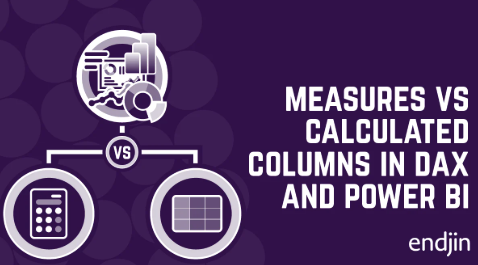 VS
MEASURES VS
CALCULATED
COLUMNS IN DAX
AND POWER BI
endjin